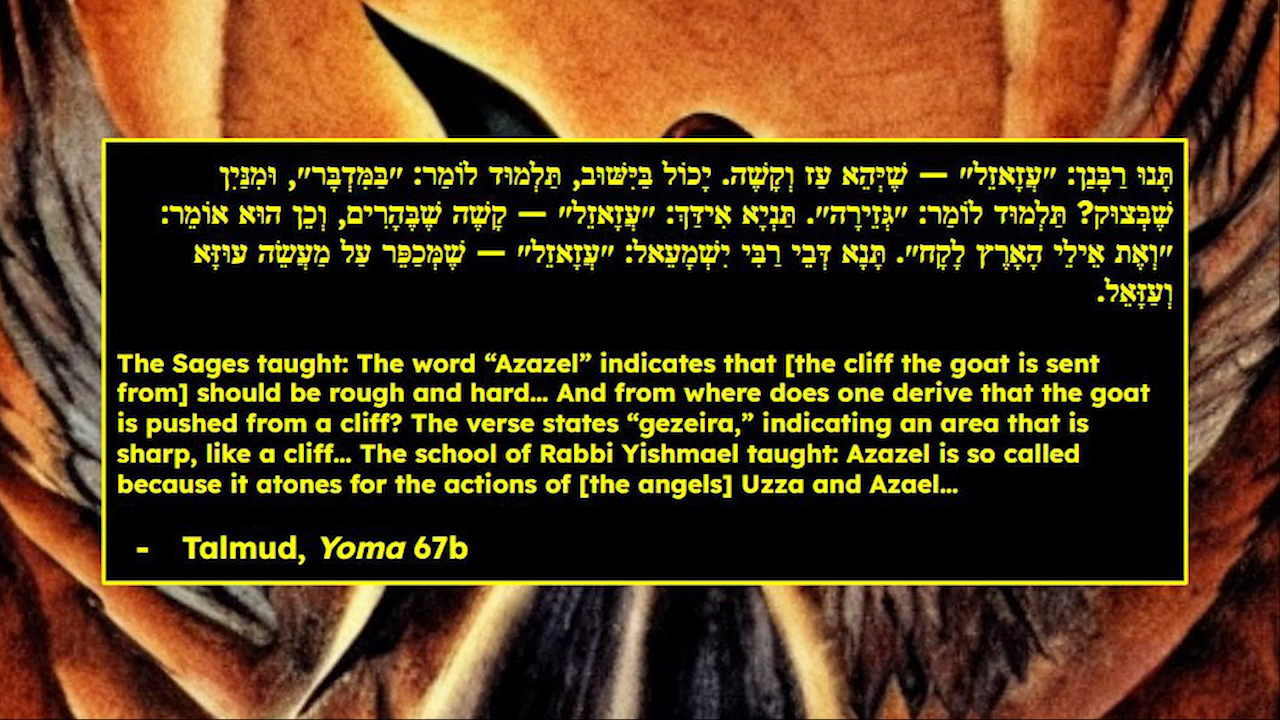 תָּנוּ רַבָּנַן: ״עֲזָאזֵל״ — שֶׁיְּהֵא עַז וְקָשֶׁה. יָכוֹל בַּיִּשּׁוּב, תַּלְמוּד לוֹמַר: ״בַּמִּדְבָּר״, וּמִנַּיִן
שֶׁבְּצוּק? תַּלְמוּד לוֹמַר: ״גְּזֵירָה״. תַּנְיָא אִידַּךְ: ״עֲזָאזֵל״ — קָשֶׁה שֶׁבֶּהָרִים, וְכֵן הוּא אוֹמֵר:
״וְאֶת אֵילֵי הָאָרֶץ לָקָח״. תָּנָא דְּבֵי רַבִּי יִשְׁמָעֵאל: ״עֲזָאזֵל״ — שֶׁמְּכַפֵּר עַל מַעֲשֵׂה עוּזָּא
וְעַזָּאֵל.
The Sages taught: The word “Azazel” indicates that [the cliff the goat is sent
from] should be rough and hard... And from where does one derive that the goat
is pushed from a cliff? The verse states “gezeira,” indicating an area that is
sharp, like a cliff... The school of Rabbi Yishmael taught: Azazel is so called
because it atones for the actions of [the angels] Uzza and Azael...
- Talmud, Yoma 67b